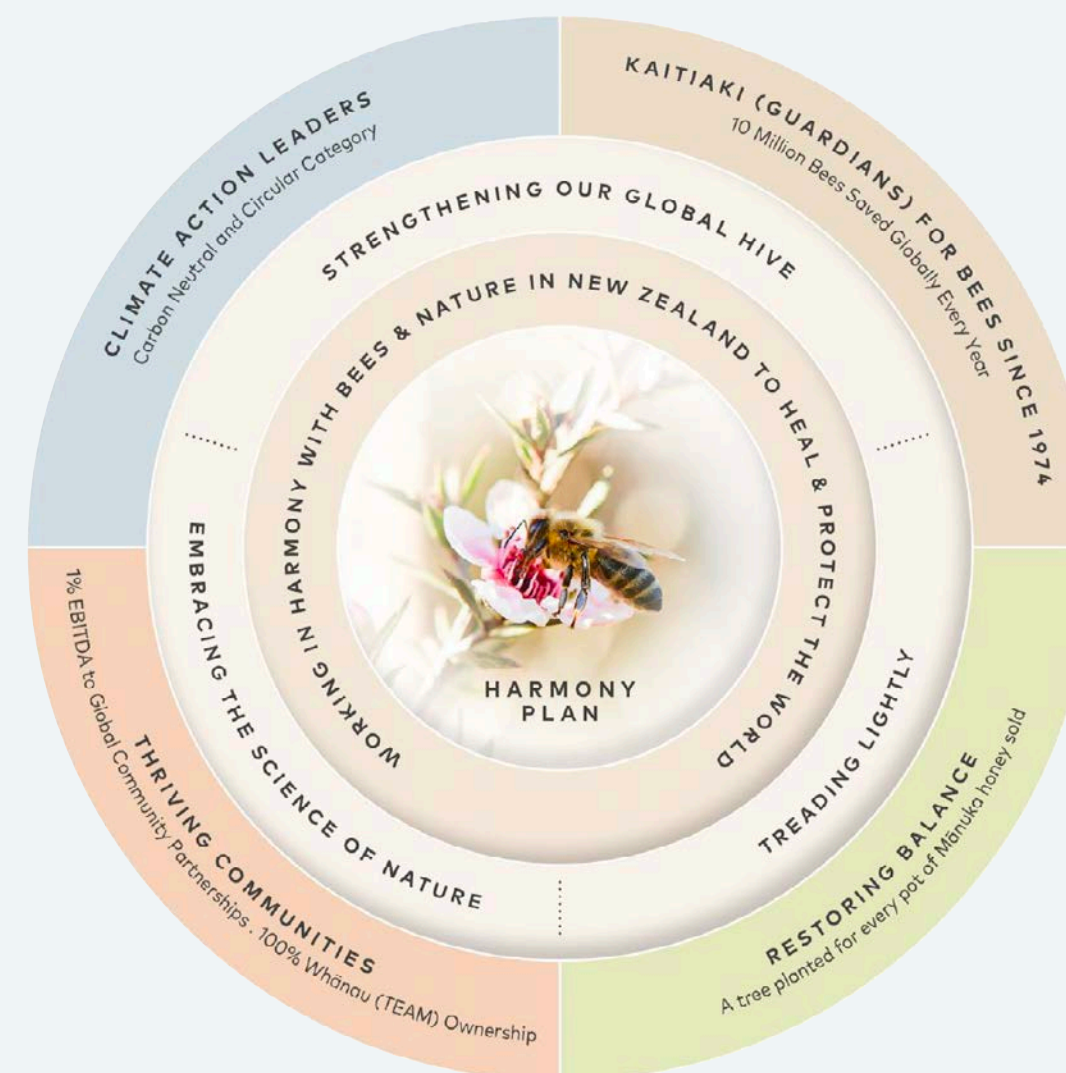 CLIMATE ACTION LEADERS
Carbon Neutral and Circular Category
KAITIAKI (GUARDIANS) FOR BEES SINCE 1974
10 Million Bees Saved Globally Every Year
STRENGTHENING OUR GLOBAL HIVE
WORKING IN HARMONY WITH BEES & NATURE IN NEW ZEALAND TO HEAL & PROTECT THE WORLD
HARMONY
PLAN
EMBRACING THE SCIENCE OF NATURE
TREADING LIGHTLY
THRIVING COMMUNITIES
1% EBITDA to Global Community Partnerships . 100% Whānau (TEAM) Ownership
RESTORING BALANCE
A tree planted for every pot of Mānuka honey sold